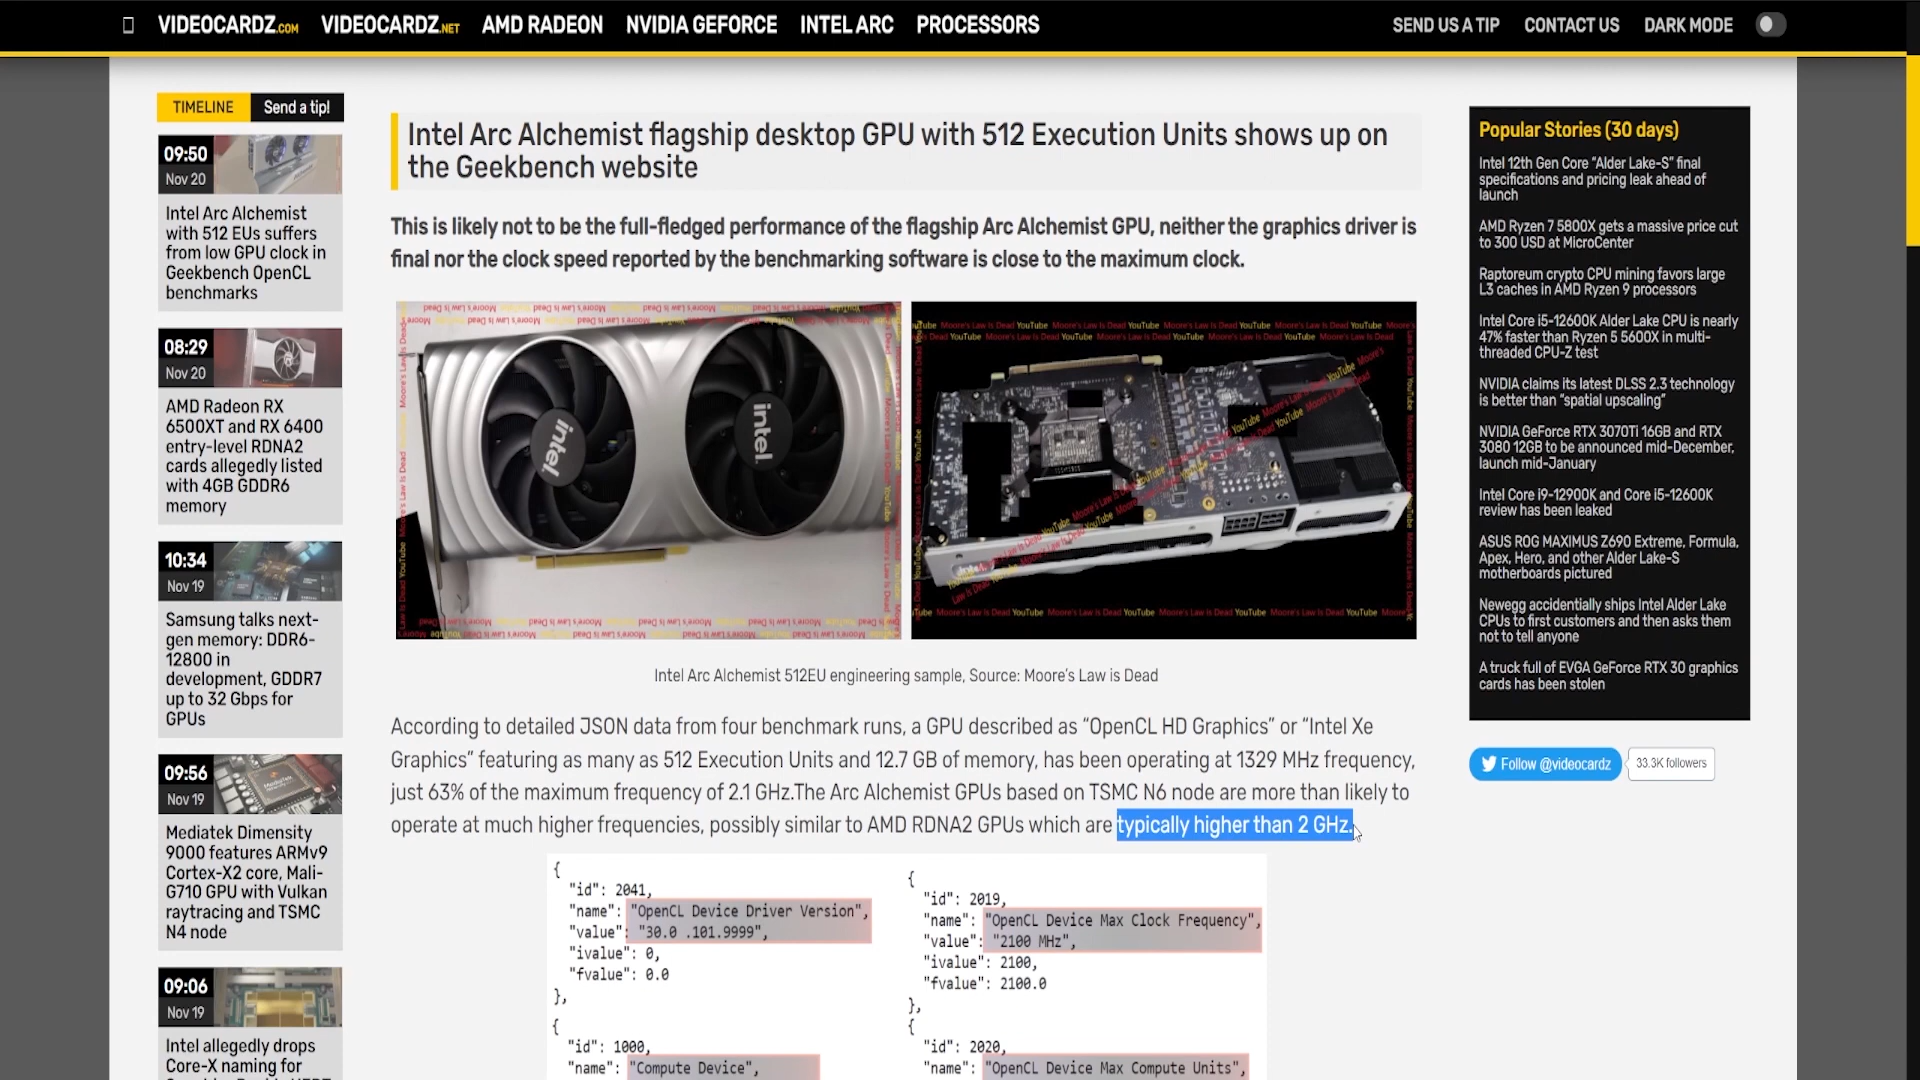 VIDEOCARDZ.COM VIDEOCARDZ.NET AMD RADEON NVIDIA GEFORCE INTEL ARC PROCESSORS SEND US A TIP CONTACT US DARK MODE
TIMELINE Send a tip!
09:50
Nov 20
Intel Arc Alchemist
with 512 EUs suffers
from low GPU clock in
Geekbench OpenCL
benchmarks
08:29
Nov 20
AMD Radeon RX
6500XT and RX 6400
entry-level RDNA2
cards allegedly listed
with 4GB GDDR6
memory
10:34
Nov 19
Samsung talks next-
gen memory: DDR6-
12800 in
development, GDDR7
up to 32 Gbps for
GPUs
09:56
Nov 19
Mediatek Dimensity
9000 features ARMv9
Cortex-X2 core, Mali-
G710 GPU with Vulkan
raytracing and TSMC
N4 node
09:06
Nov 19
Intel allegedly drops
Core-X naming for
Intel Arc Alchemist flagship desktop GPU with 512 Execution Units shows up on
the Geekbench website
This is likely not to be the full-fledged performance of the flagship Arc Alchemist GPU, neither the graphics driver is
final nor the clock speed reported by the benchmarking software is close to the maximum clock.
intel
intel
Moore's Law Is Dead YouTube Moore's Law Is Dead YouTube Moore's Law Is Dead YouTube
Intel Arc Alchemist 512EU engineering sample, Source: Moore's Law is Dead
According to detailed JSON data from four benchmark runs, a GPU described as “OpenCL HD Graphics” or “Intel Xe
Graphics” featuring as many as 512 Execution Units and 12.7 GB of memory, has been operating at 1329 MHz frequency,
just 63% of the maximum frequency of 2.1 GHz.The Arc Alchemist GPUs based on TSMC N6 node are more than likely to
operate at much higher frequencies, possibly similar to AMD RDNA2 GPUs which are typically higher than 2 GHz.
{
"id": 2041,
"name": "OpenCL Device Driver Version",
"value": "30.0 .101.9999",
"ivalue": 0,
"fvalue": 0.0
},
{
"id": 1000,
"name": "Compute Device",
{
"id": 2019,
"name": "OpenCL Device Max Clock Frequency",
"value": "2100 MHz",
"ivalue": 2100,
"fvalue": 2100.0
},
{
"id": 2020,
"name": "OpenCL Device Max Compute Units",
Popular Stories (30 days)
Intel 12th Gen Core “Alder Lake-S” final
specifications and pricing leak ahead of
launch
AMD Ryzen 7 5800X gets a massive price cut
to 300 USD at MicroCenter
Raptoreum crypto CPU mining favors large
L3 caches in AMD Ryzen 9 processors
Intel Core i5-12600K Alder Lake CPU is nearly
47% faster than Ryzen 5 5600X in multi-
threaded CPU-Z test
NVIDIA claims its latest DLSS 2.3 technology
is better than “spatial upscaling”
NVIDIA GeForce RTX 3070Ti 16GB and RTX
3080 12GB to be announced mid-December,
launch mid-January
Intel Core i9-12900K and Core i5-12600K
review has been leaked
ASUS ROG MAXIMUS Z690 Extreme, Formula,
Apex, Hero, and other Alder Lake-S
motherboards pictured
Newegg accidentially ships Intel Alder Lake
CPUs to first customers and then asks them
not to tell anyone
A truck full of EVGA GeForce RTX 30 graphics
cards has been stolen
Follow @videocardz 33.3K followers